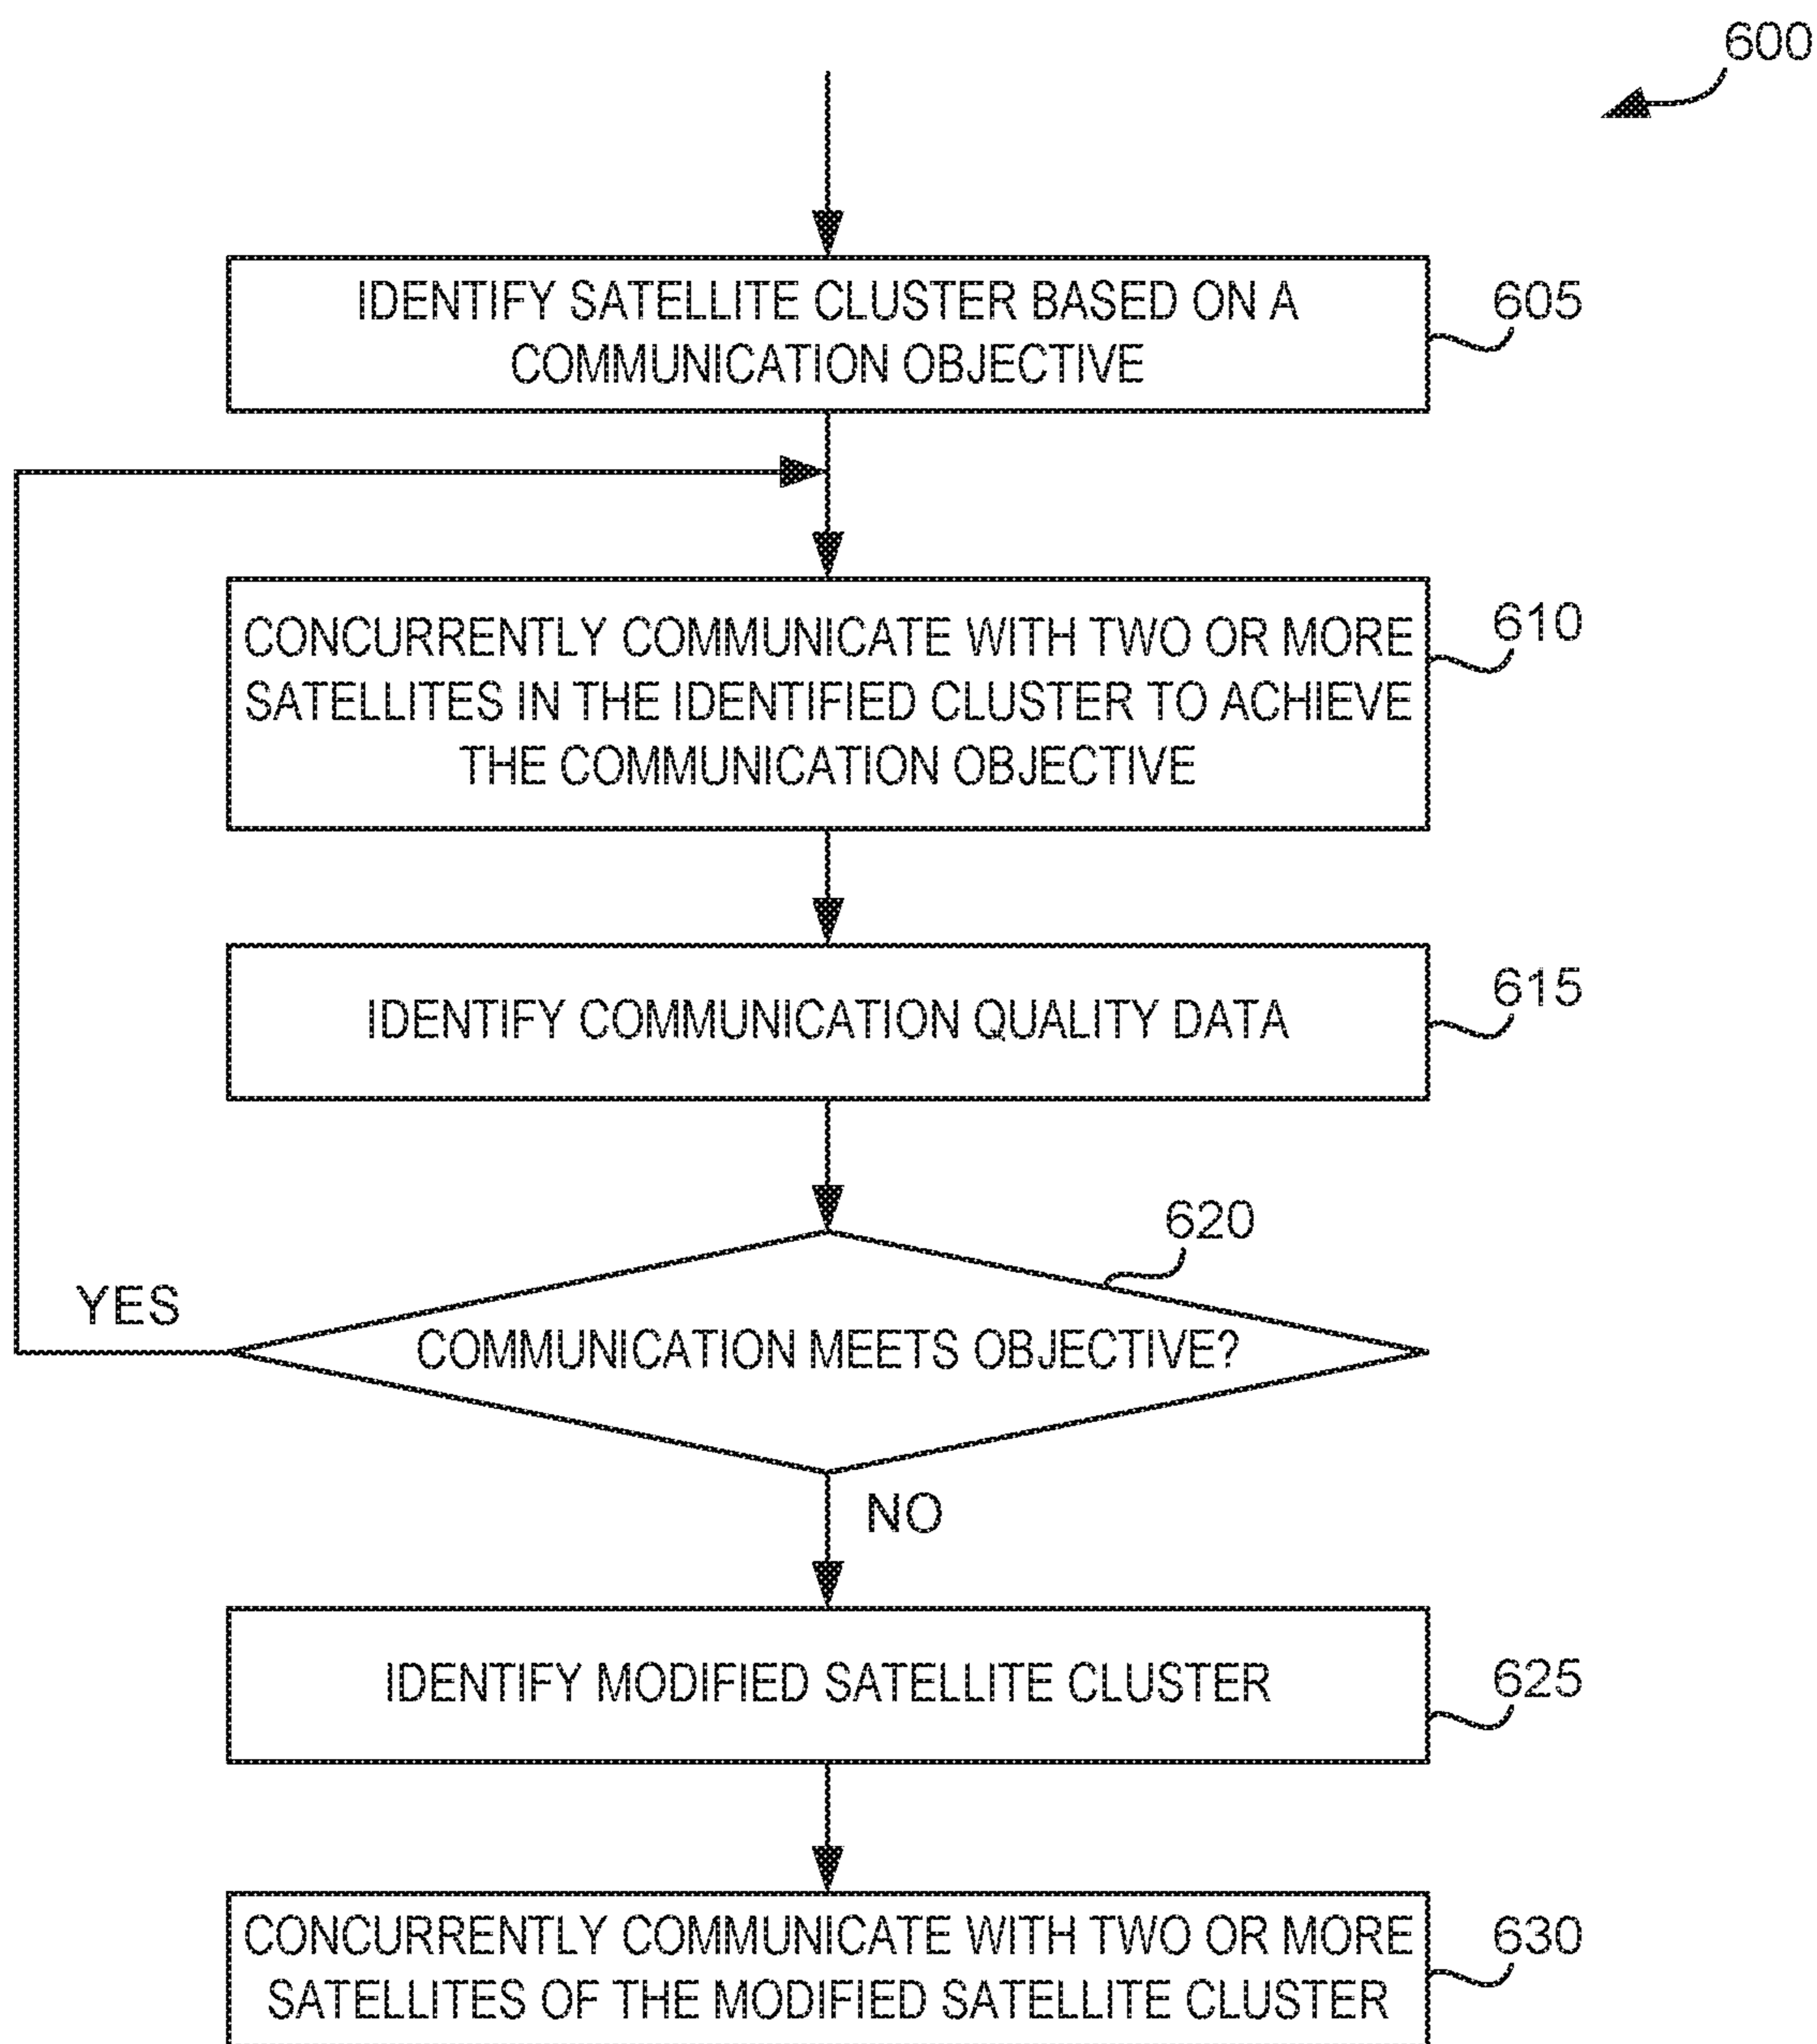 600
IDENTIFY SATELLITE CLUSTER BASED ON A
COMMUNICATION OBJECTIVE
605
CONCURRENTLY COMMUNICATE WITH TWO OR MORE
SATELLITES IN THE IDENTIFIED CLUSTER TO ACHIEVE
THE COMMUNICATION OBJECTIVE
610
IDENTIFY COMMUNICATION QUALITY DATA
615
620
YES
COMMUNICATION MEETS OBJECTIVE?
NO
IDENTIFY MODIFIED SATELLITE CLUSTER
625
CONCURRENTLY COMMUNICATE WITH TWO OR MORE
SATELLITES OF THE MODIFIED SATELLITE CLUSTER
630